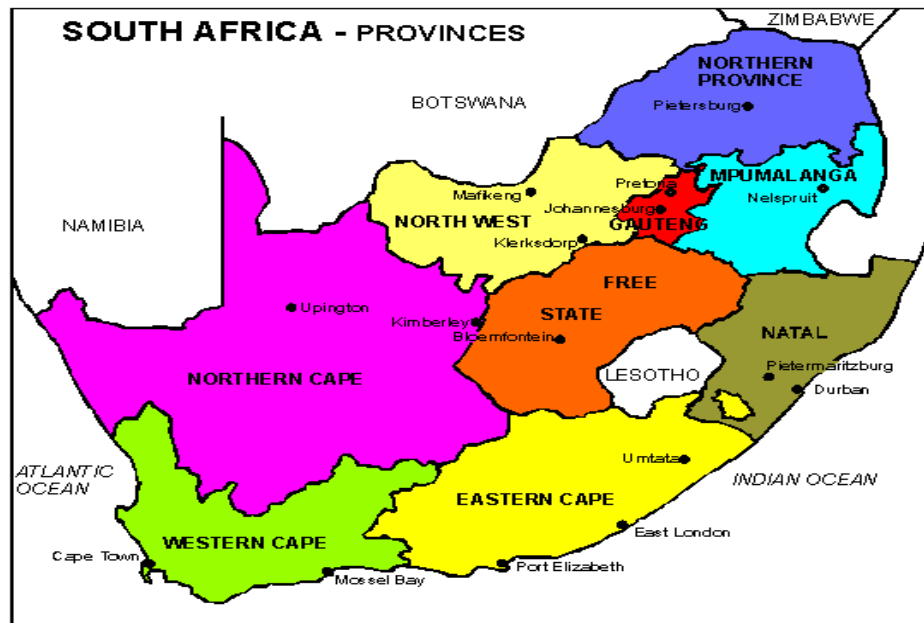 SOUTH AFRICA - PROVINCES
ZIMBABWE
NORTHERN
PROVINCE
Pietersburg
BOTSWANA
MPUMALANGA
Nelspruit
Pretoria
Mafikeng
Johannesburg
NORTH WEST
GAUTENG
Klerksdorp
NAMIBIA
FREE
STATE
Upington
Kimberley
Bloemfontein
NATAL
Pietermaritzburg
Durban
LESOTHO
NORTHERN CAPE
Umtata
ATLANTIC
OCEAN
INDIAN OCEAN
EASTERN CAPE
East London
WESTERN CAPE
Cape Town
Port Elizabeth
Mossel Bay